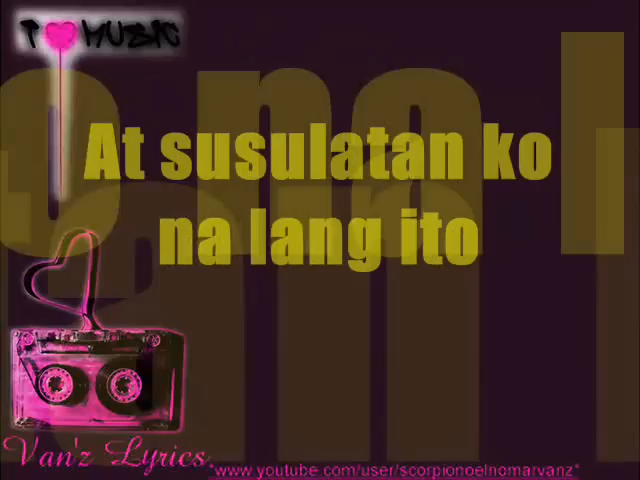 I MUSIC
At susulatan ko
na lang ito
Van'z Lyrics
"www.youtube.com/user/scorpionoelnomarvanz"